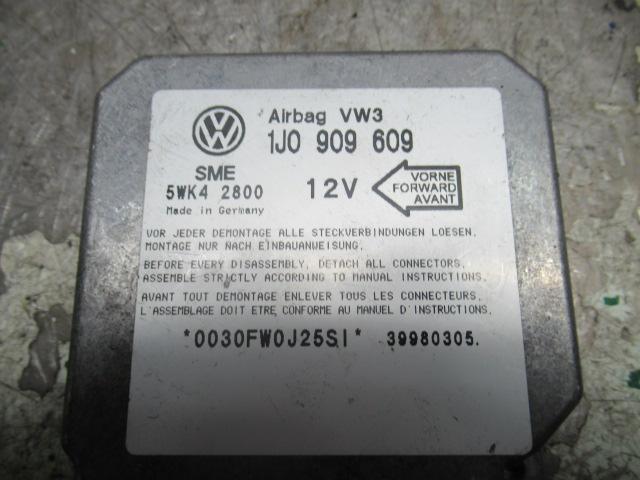 Airbag VW3
1J0 909 609
SME
5WK4 2800
Made in Germany
12V
VORNE
FORWARD
AVANT
VOR JEDER DEMONTAGE ALLE STECKVERBINDUNGEN LOESEN.
MONTAGE NUR NACH EINBAUANWEISUNG.
BEFORE EVERY DISASSEMBLY, DETACH ALL CONNECTORS.
ASSEMBLE STRICTLY ACCORDING TO MANUAL INSTRUCTIONS.
AVANT TOUT DEMONTAGE ENLEVER TOUS LES CONNECTEURS.
L'ASSEMBLAGE DOIT ETRE CONFORME AU MANUEL D'INSTRUCTIONS.
*0030FW0J25SI* 39980305.